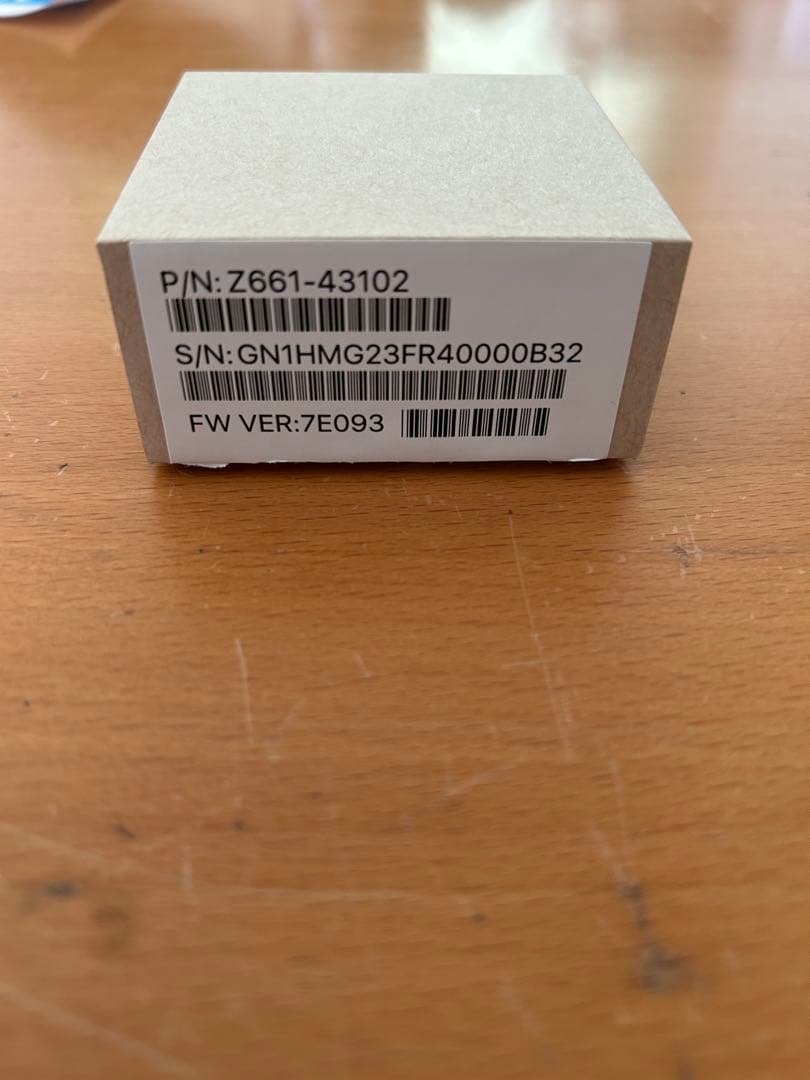 P/N: Z661-43102
S/N:GN1HMG23FR40000B32
FW VER:7E093